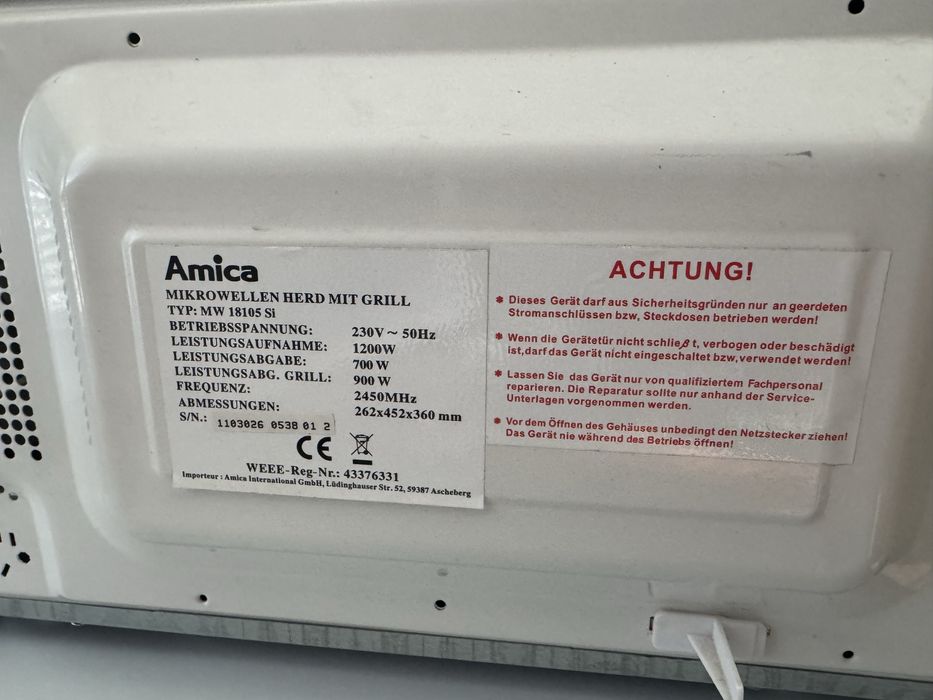 Amica
MIKROWELLEN HERD MIT GRILL
TYP: MW 18105 Si
BETRIEBSSPANNUNG: 230V ~ 50Hz
LEISTUNGSAUFNAHME: 1200W
LEISTUNGSABGABE: 700 W
LEISTUNGSABG. GRILL: 900 W
FREQUENZ: 2450MHz
ABMESSUNGEN: 262x452x360 mm
S/N.: 1103026 0538 01 2
CE
WEEE-Reg-Nr.: 43376331
Importeur : Amica International GmbH, Lüdinghauser Str. 52, 59387 Ascheberg
ACHTUNG!
* Dieses Gerät darf aus Sicherheitsgründen nur an geerdeten
Stromanschlüssen bzw, Steckdosen betrieben werden!
* Wenn die Gerätetür nicht schließ t, verbogen oder beschädigt
ist,darf das Gerät nicht eingeschaltet bzw,verwendet werden!
* Lassen Sie das Gerät nur von qualifiziertem Fachpersonal
reparieren. Die Reparatur sollte nur anhand der Service-
Unterlagen vorgenommen werden.
* Vor dem Öffnen des Gehäuses unbedingt den Netzstecker ziehen!
Das Gerät nie während des Betriebs öffnen!